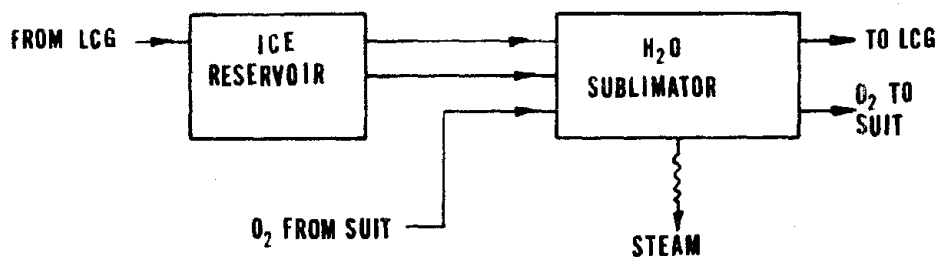 FROM LCG
ICE
RESERVOIR
H₂O
SUBLIMATOR
TO LCG
O₂ TO
SUIT
O₂ FROM SUIT
STEAM